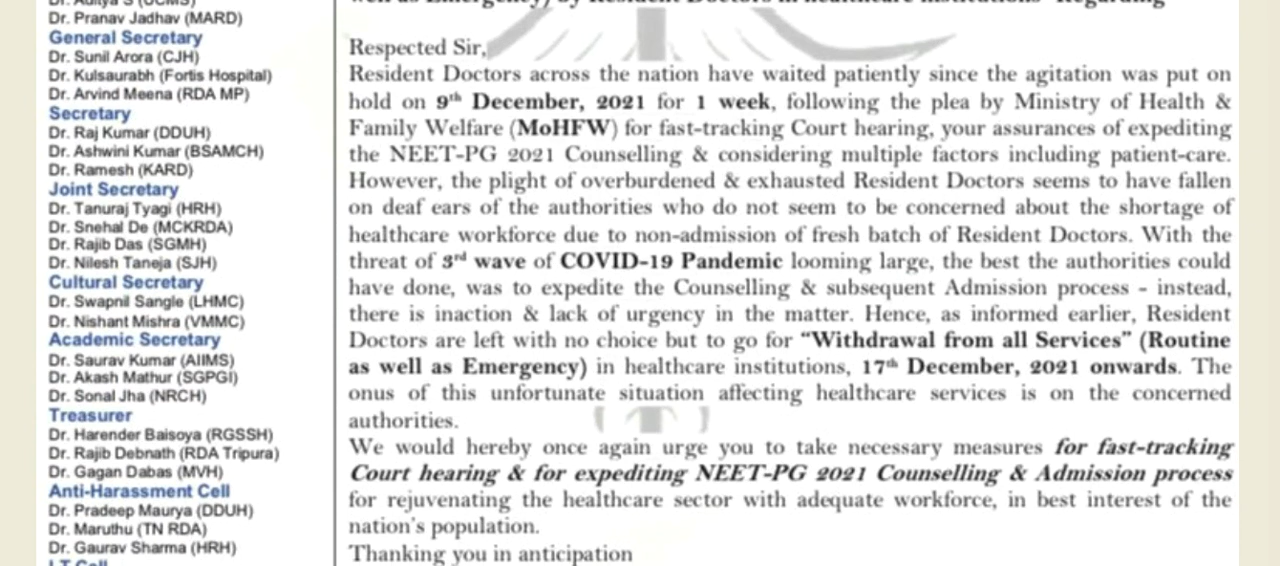 Dr. Aditya S (UCMS)
Dr. Pranav Jadhav (MARD)
General Secretary
Dr. Sunil Arora (CJH)
Dr. Kulsaurabh (Fortis Hospital)
Dr. Arvind Meena (RDA MP)
Secretary
Dr. Raj Kumar (DDUH)
Dr. Ashwini Kumar (BSAMCH)
Dr. Ramesh (KARD)
Joint Secretary
Dr. Tanuraj Tyagi (HRH)
Dr. Snehal De (MCKRDA)
Dr. Rajib Das (SGMH)
Dr. Nilesh Taneja (SJH)
Cultural Secretary
Dr. Swapnil Sangle (LHMC)
Dr. Nishant Mishra (VMMC)
Academic Secretary
Dr. Saurav Kumar (AIIMS)
Dr. Akash Mathur (SGPGI)
Dr. Sonal Jha (NRCH)
Treasurer
Dr. Harender Baisoya (RGSSH)
Dr. Rajib Debnath (RDA Tripura)
Dr. Gagan Dabas (MVH)
Anti-Harassment Cell
Dr. Pradeep Maurya (DDUH)
Dr. Maruthu (TN RDA)
Dr. Gaurav Sharma (HRH)
I.T Cell
well as Emergency) by Resident Doctors in healthcare institutions- Regarding
Respected Sir,
Resident Doctors across the nation have waited patiently since the agitation was put on
hold on 9th December, 2021 for 1 week, following the plea by Ministry of Health &
Family Welfare (MoHFW) for fast-tracking Court hearing, your assurances of expediting
the NEET-PG 2021 Counselling & considering multiple factors including patient-care.
However, the plight of overburdened & exhausted Resident Doctors seems to have fallen
on deaf ears of the authorities who do not seem to be concerned about the shortage of
healthcare workforce due to non-admission of fresh batch of Resident Doctors. With the
threat of 3rd wave of COVID-19 Pandemic looming large, the best the authorities could
have done, was to expedite the Counselling & subsequent Admission process - instead,
there is inaction & lack of urgency in the matter. Hence, as informed earlier, Resident
Doctors are left with no choice but to go for “Withdrawal from all Services” (Routine
as well as Emergency) in healthcare institutions, 17th December, 2021 onwards. The
onus of this unfortunate situation affecting healthcare services is on the concerned
authorities.
We would hereby once again urge you to take necessary measures for fast-tracking
Court hearing & for expediting NEET-PG 2021 Counselling & Admission process
for rejuvenating the healthcare sector with adequate workforce, in best interest of the
nation's population.
Thanking you in anticipation